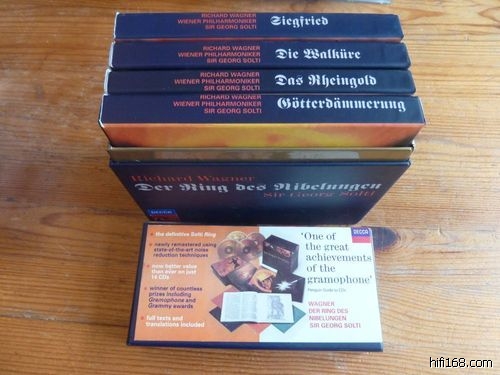 RICHARD WAGNER
WIENER PHILHARMONIKER
SIR GEORG SOLTI
Siegfried
RICHARD WAGNER
WIENER PHILHARMONIKER
SIR GEORG SOLTI
Die Walküre
RICHARD WAGNER
WIENER PHILHARMONIKER
SIR GEORG SOLTI
Das Rheingold
RICHARD WAGNER
WIENER PHILHARMONIKER
SIR GEORG SOLTI
Götterdämmerung
Richard Wagner
Der Ring des Nibelungen
Sir Georg Solti
DECCA
the definitive Solti Ring
newly remastered using
state-of-the-art noise
reduction techniques
now better value
than ever on just
14 CDs
winner of countless
prizes including
Gramophone and
Grammy awards
full texts and
translations included
DECCA
'One of
the great
achievements
of the
gramophone'
Penguin Guide to CDs
WAGNER
DER RING DES
NIBELUNGEN
SIR GEORG SOLTI
hifi168.com